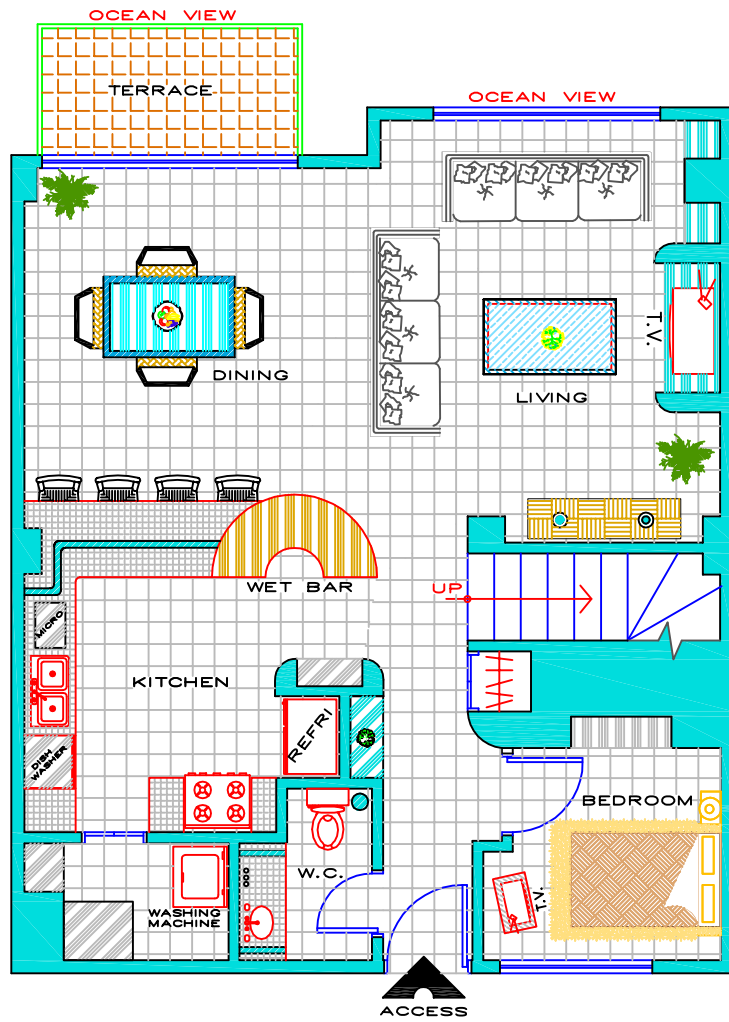 OCEAN VIEW
TERRACE
OCEAN VIEW
T.V.
DINING
LIVING
WET BAR
UP
MICRO
KITCHEN
REFRI
DISH
WASHER
BEDROOM
W.C.
T.V.
WASHING
MACHINE
ACCESS